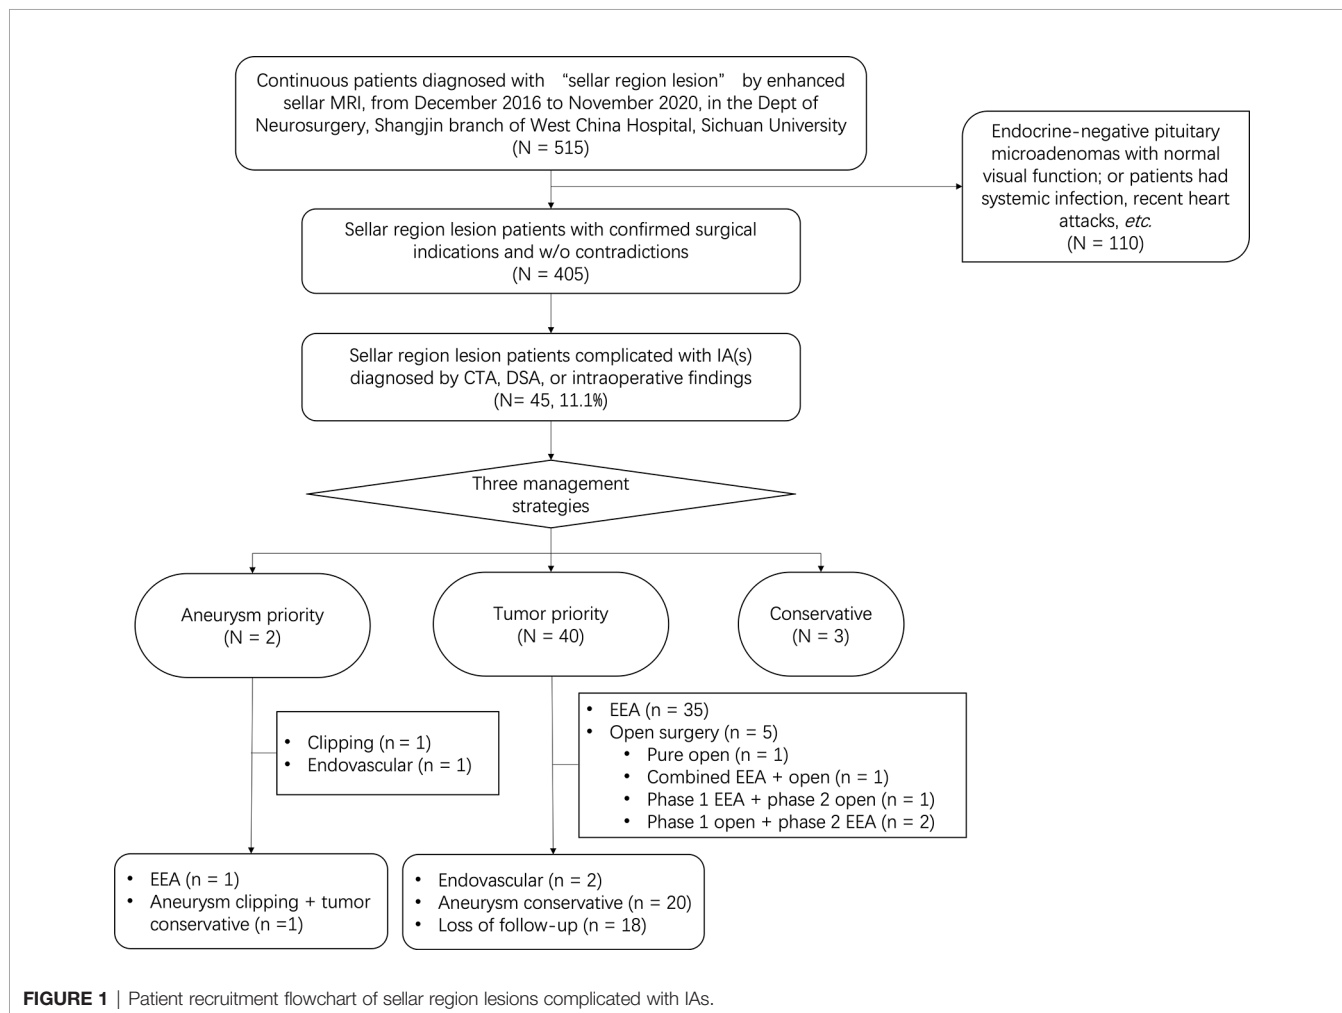 Continuous patients diagnosed with “sellar region lesion” by enhanced
sellar MRI, from December 2016 to November 2020, in the Dept of
Neurosurgery, Shangjin branch of West China Hospital, Sichuan University
(N = 515)
Endocrine-negative pituitary
microadenomas with normal
visual function; or patients had
systemic infection, recent heart
attacks, etc.
(N = 110)
Sellar region lesion patients with confirmed surgical
indications and w/o contradictions
(N = 405)
Sellar region lesion patients complicated with IA(s)
diagnosed by CTA, DSA, or intraoperative findings
(N= 45, 11.1%)
Three management
strategies
Aneurysm priority
(N = 2)
Tumor priority
(N = 40)
Conservative
(N = 3)
• Clipping (n = 1)
• Endovascular (n = 1)
• EEA (n = 35)
• Open surgery (n = 5)
• Pure open (n = 1)
• Combined EEA + open (n = 1)
• Phase 1 EEA + phase 2 open (n = 1)
• Phase 1 open + phase 2 EEA (n = 2)
• EEA (n = 1)
• Aneurysm clipping + tumor
conservative (n =1)
• Endovascular (n = 2)
• Aneurysm conservative (n = 20)
• Loss of follow-up (n = 18)
FIGURE 1 | Patient recruitment flowchart of sellar region lesions complicated with IAs.